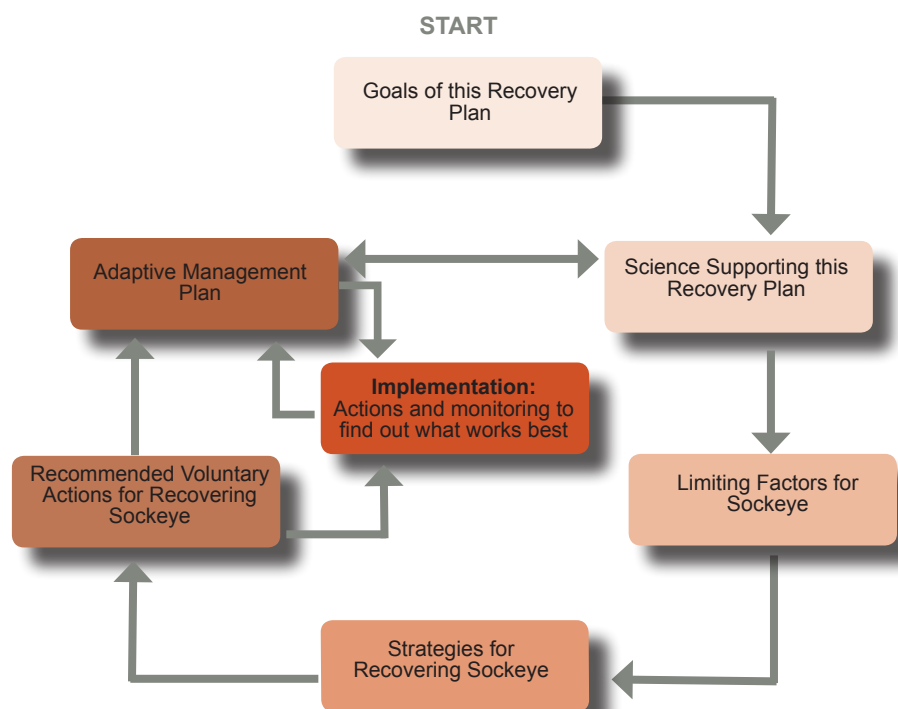 START
Goals of this Recovery
Plan
Science Supporting this
Recovery Plan
Limiting Factors for
Sockeye
Strategies for
Recovering Sockeye
Recommended Voluntary
Actions for Recovering
Sockeye
Adaptive Management
Plan
Implementation:
Actions and monitoring to
find out what works best